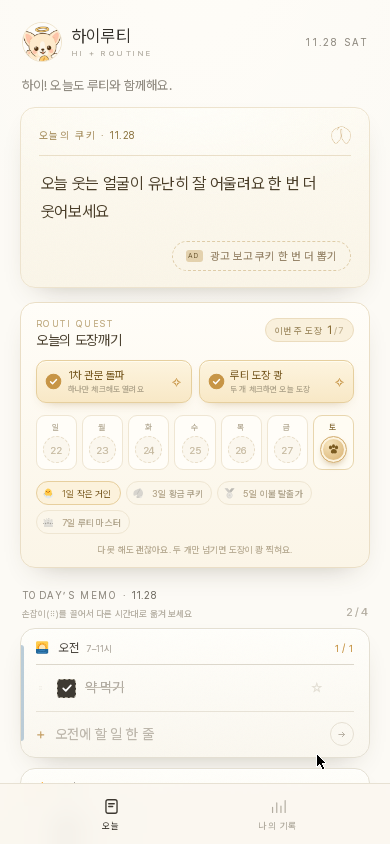 하이루티
HI + ROUTINE
11.28 SAT
하이! 오늘도 루티와 함께해요.
오늘의 쿠키 · 11.28
오늘 웃는 얼굴이 유난히 잘 어울려요 한 번 더
웃어보세요
AD 광고 보고 쿠키 한 번 더 뽑기
ROUTI QUEST
오늘의 도장깨기
이번 주 도장 1/7
1차 관문 돌파
하나만 체크해도 열려요
루티 도장 쾅
두 개 체크하면 오늘 도장
일 월 화 수 목 금 토
22 23 24 25 26 27
1일 작은 거인
3일 황금 쿠키
5일 이불 탈출가
7일 루티 마스터
다 못 해도 괜찮아요. 두 개만 넘기면 도장이 쾅 찍혀요.
TODAY'S MEMO · 11.28
손잡이(⠿)를 끌어서 다른 시간대로 옮겨 보세요
2/4
오전 7–11시
1 / 1
약 먹기
+ 오전에 할 일 한 줄
오늘
나의 기록